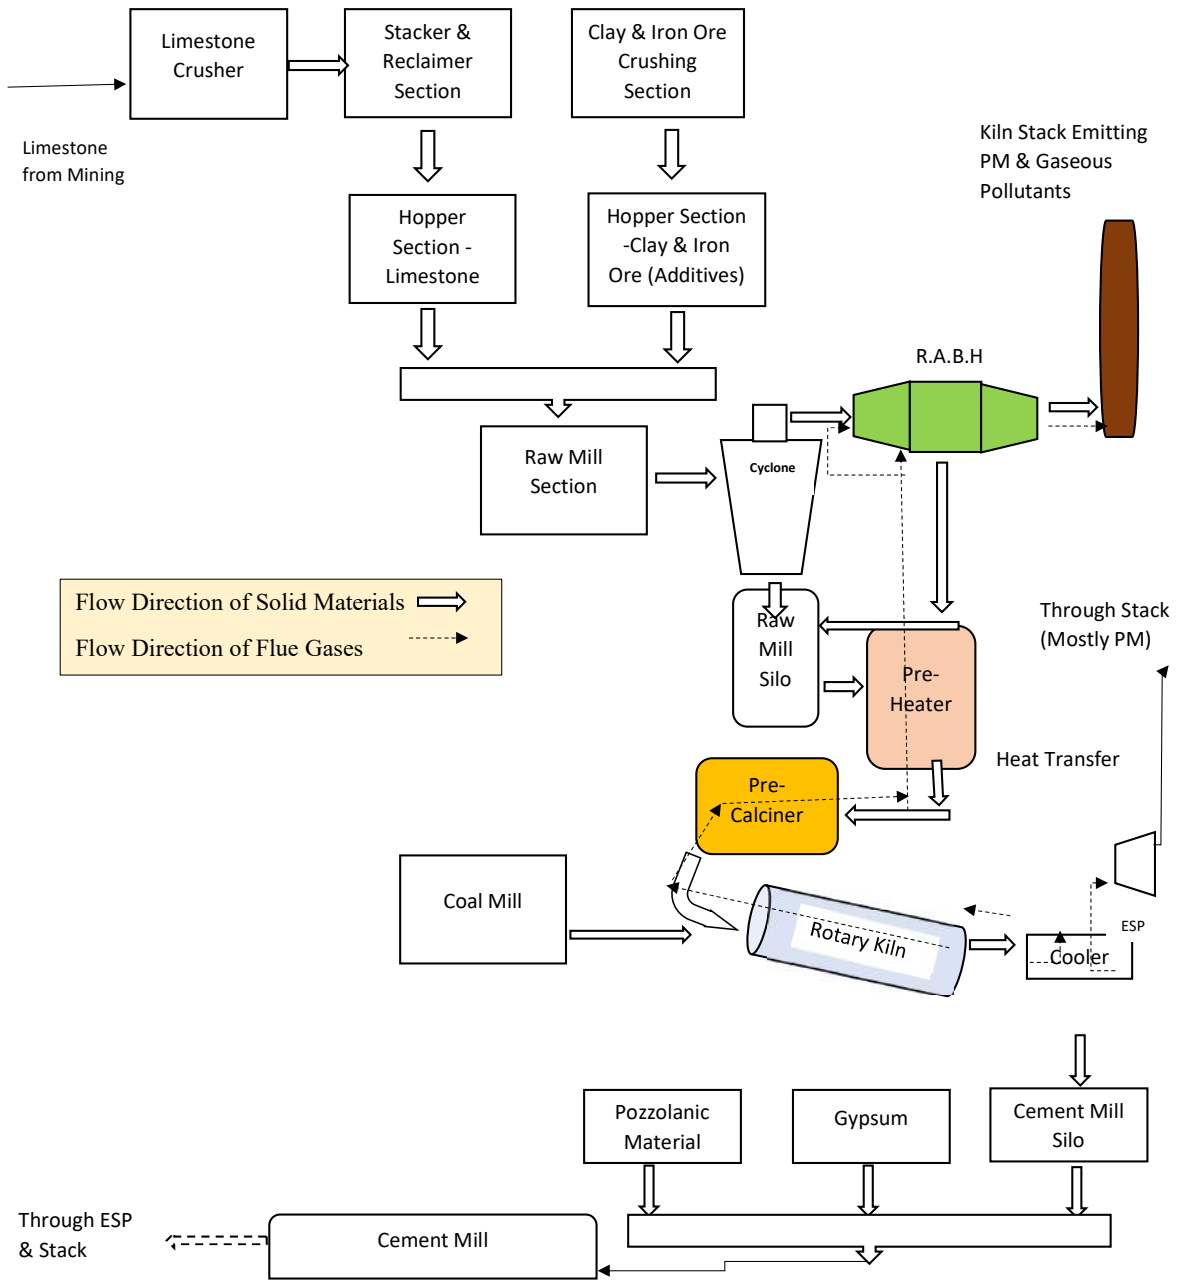 Limestone
Crusher
Stacker &
Reclaimer
Section
Clay & Iron Ore
Crushing
Section
Limestone
from Mining
Kiln Stack Emitting
PM & Gaseous
Pollutants
Hopper
Section -
Limestone
Hopper Section
-Clay & Iron
Ore (Additives)
R.A.B.H
Raw Mill
Section
Cyclone
Flow Direction of Solid Materials
Flow Direction of Flue Gases
Raw
Mill
Silo
Pre-
Heater
Through Stack
(Mostly PM)
Heat Transfer
Pre-
Calciner
Coal Mill
Rotary Kiln
ESP
Cooler
Pozzolanic
Material
Gypsum
Cement Mill
Silo
Through ESP
& Stack
Cement Mill